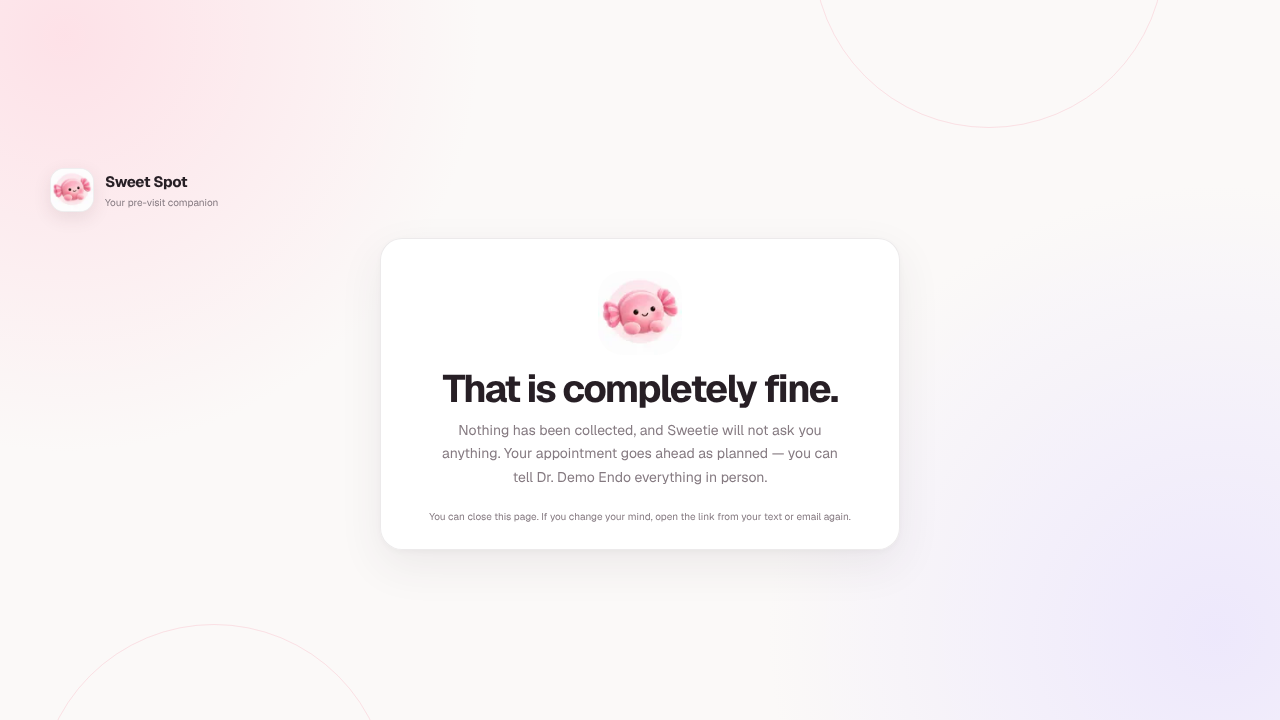 Sweet Spot
Your pre-visit companion
That is completely fine.
Nothing has been collected, and Sweetie will not ask you
anything. Your appointment goes ahead as planned — you can
tell Dr. Demo Endo everything in person.
You can close this page. If you change your mind, open the link from your text or email again.